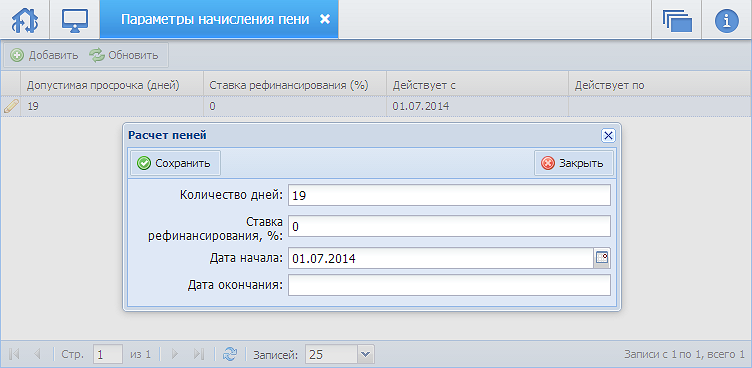 Параметры начисления пени
Добавить Обновить
Допустимая просрочка (дней) Ставка рефинансирования (%) Действует с Действует по
19 0 01.07.2014
Расчет пеней
Сохранить Закрыть
Количество дней: 19
Ставка
рефинансирования, %: 0
Дата начала: 01.07.2014
Дата окончания:
Стр. 1 из 1 Записей: 25 Записи с 1 по 1, всего 1